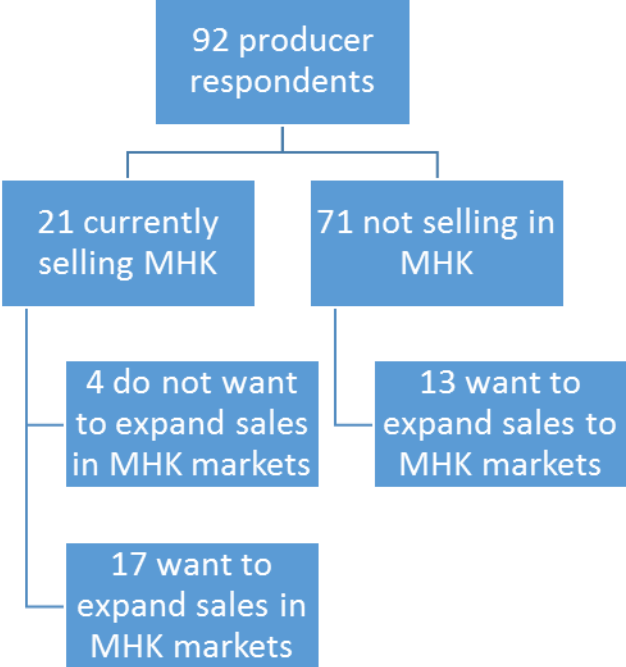 92 producer
respondents
21 currently
selling MHK
71 not selling in
MHK
4 do not want
to expand sales
in MHK markets
13 want to
expand sales to
MHK markets
17 want to
expand sales in
MHK markets